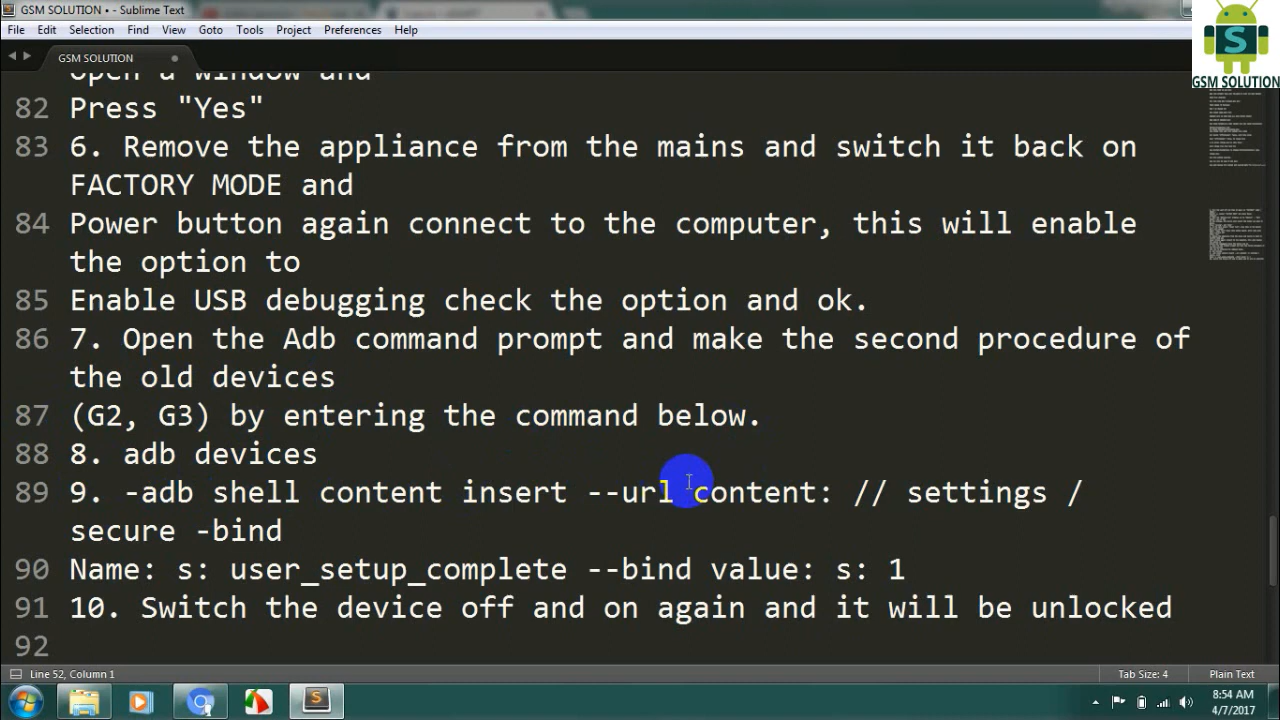 GSM SOLUTION • - Sublime Text
File Edit Selection Find View Goto Tools Project Preferences Help
GSM SOLUTION
S
GSM SOLUTION
Open a window and
82 Press "Yes"
83 6. Remove the appliance from the mains and switch it back on
FACTORY MODE and
84 Power button again connect to the computer, this will enable
the option to
85 Enable USB debugging check the option and ok.
86 7. Open the Adb command prompt and make the second procedure of
the old devices
87 (G2, G3) by entering the command below.
88 8. adb devices
89 9. -adb shell content insert --url content: // settings /
secure -bind
90 Name: s: user_setup_complete --bind value: s: 1
91 10. Switch the device off and on again and it will be unlocked
92
Line 52, Column 1
Tab Size: 4
Plain Text
8:54 AM
4/7/2017